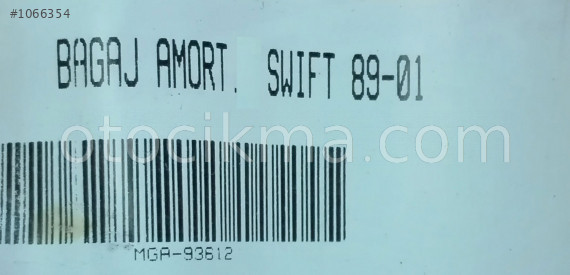 #1066354
BAGAJ AMORT. SWIFT 89-01
otocikma.com
MGA-93612